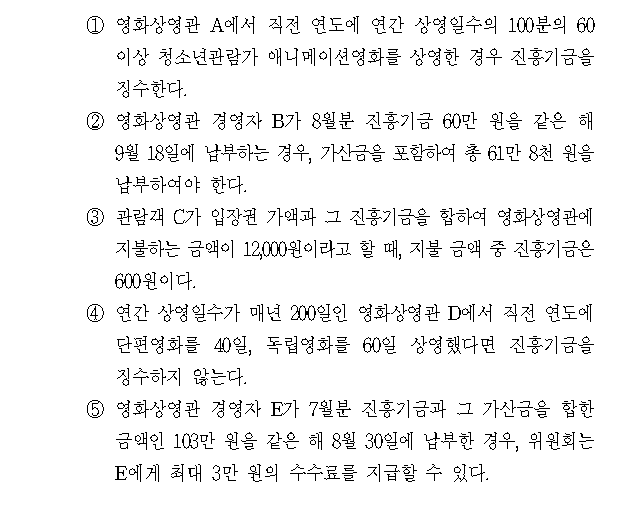 ① 영화상영관 A에서 직전 연도에 연간 상영일수의 100분의 60
이상 청소년관람가 애니메이션영화를 상영한 경우 진흥기금을
징수한다.
② 영화상영관 경영자 B가 8월분 진흥기금 60만 원을 같은 해
9월 18일에 납부하는 경우, 가산금을 포함하여 총 61만 8천 원을
납부하여야 한다.
③ 관람객 C가 입장권 가액과 그 진흥기금을 합하여 영화상영관에
지불하는 금액이 12,000원이라고 할 때, 지불 금액 중 진흥기금은
600원이다.
④ 연간 상영일수가 매년 200일인 영화상영관 D에서 직전 연도에
단편영화를 40일, 독립영화를 60일 상영했다면 진흥기금을
징수하지 않는다.
⑤ 영화상영관 경영자 E가 7월분 진흥기금과 그 가산금을 합한
금액인 103만 원을 같은 해 8월 30일에 납부한 경우, 위원회는
E에게 최대 3만 원의 수수료를 지급할 수 있다.